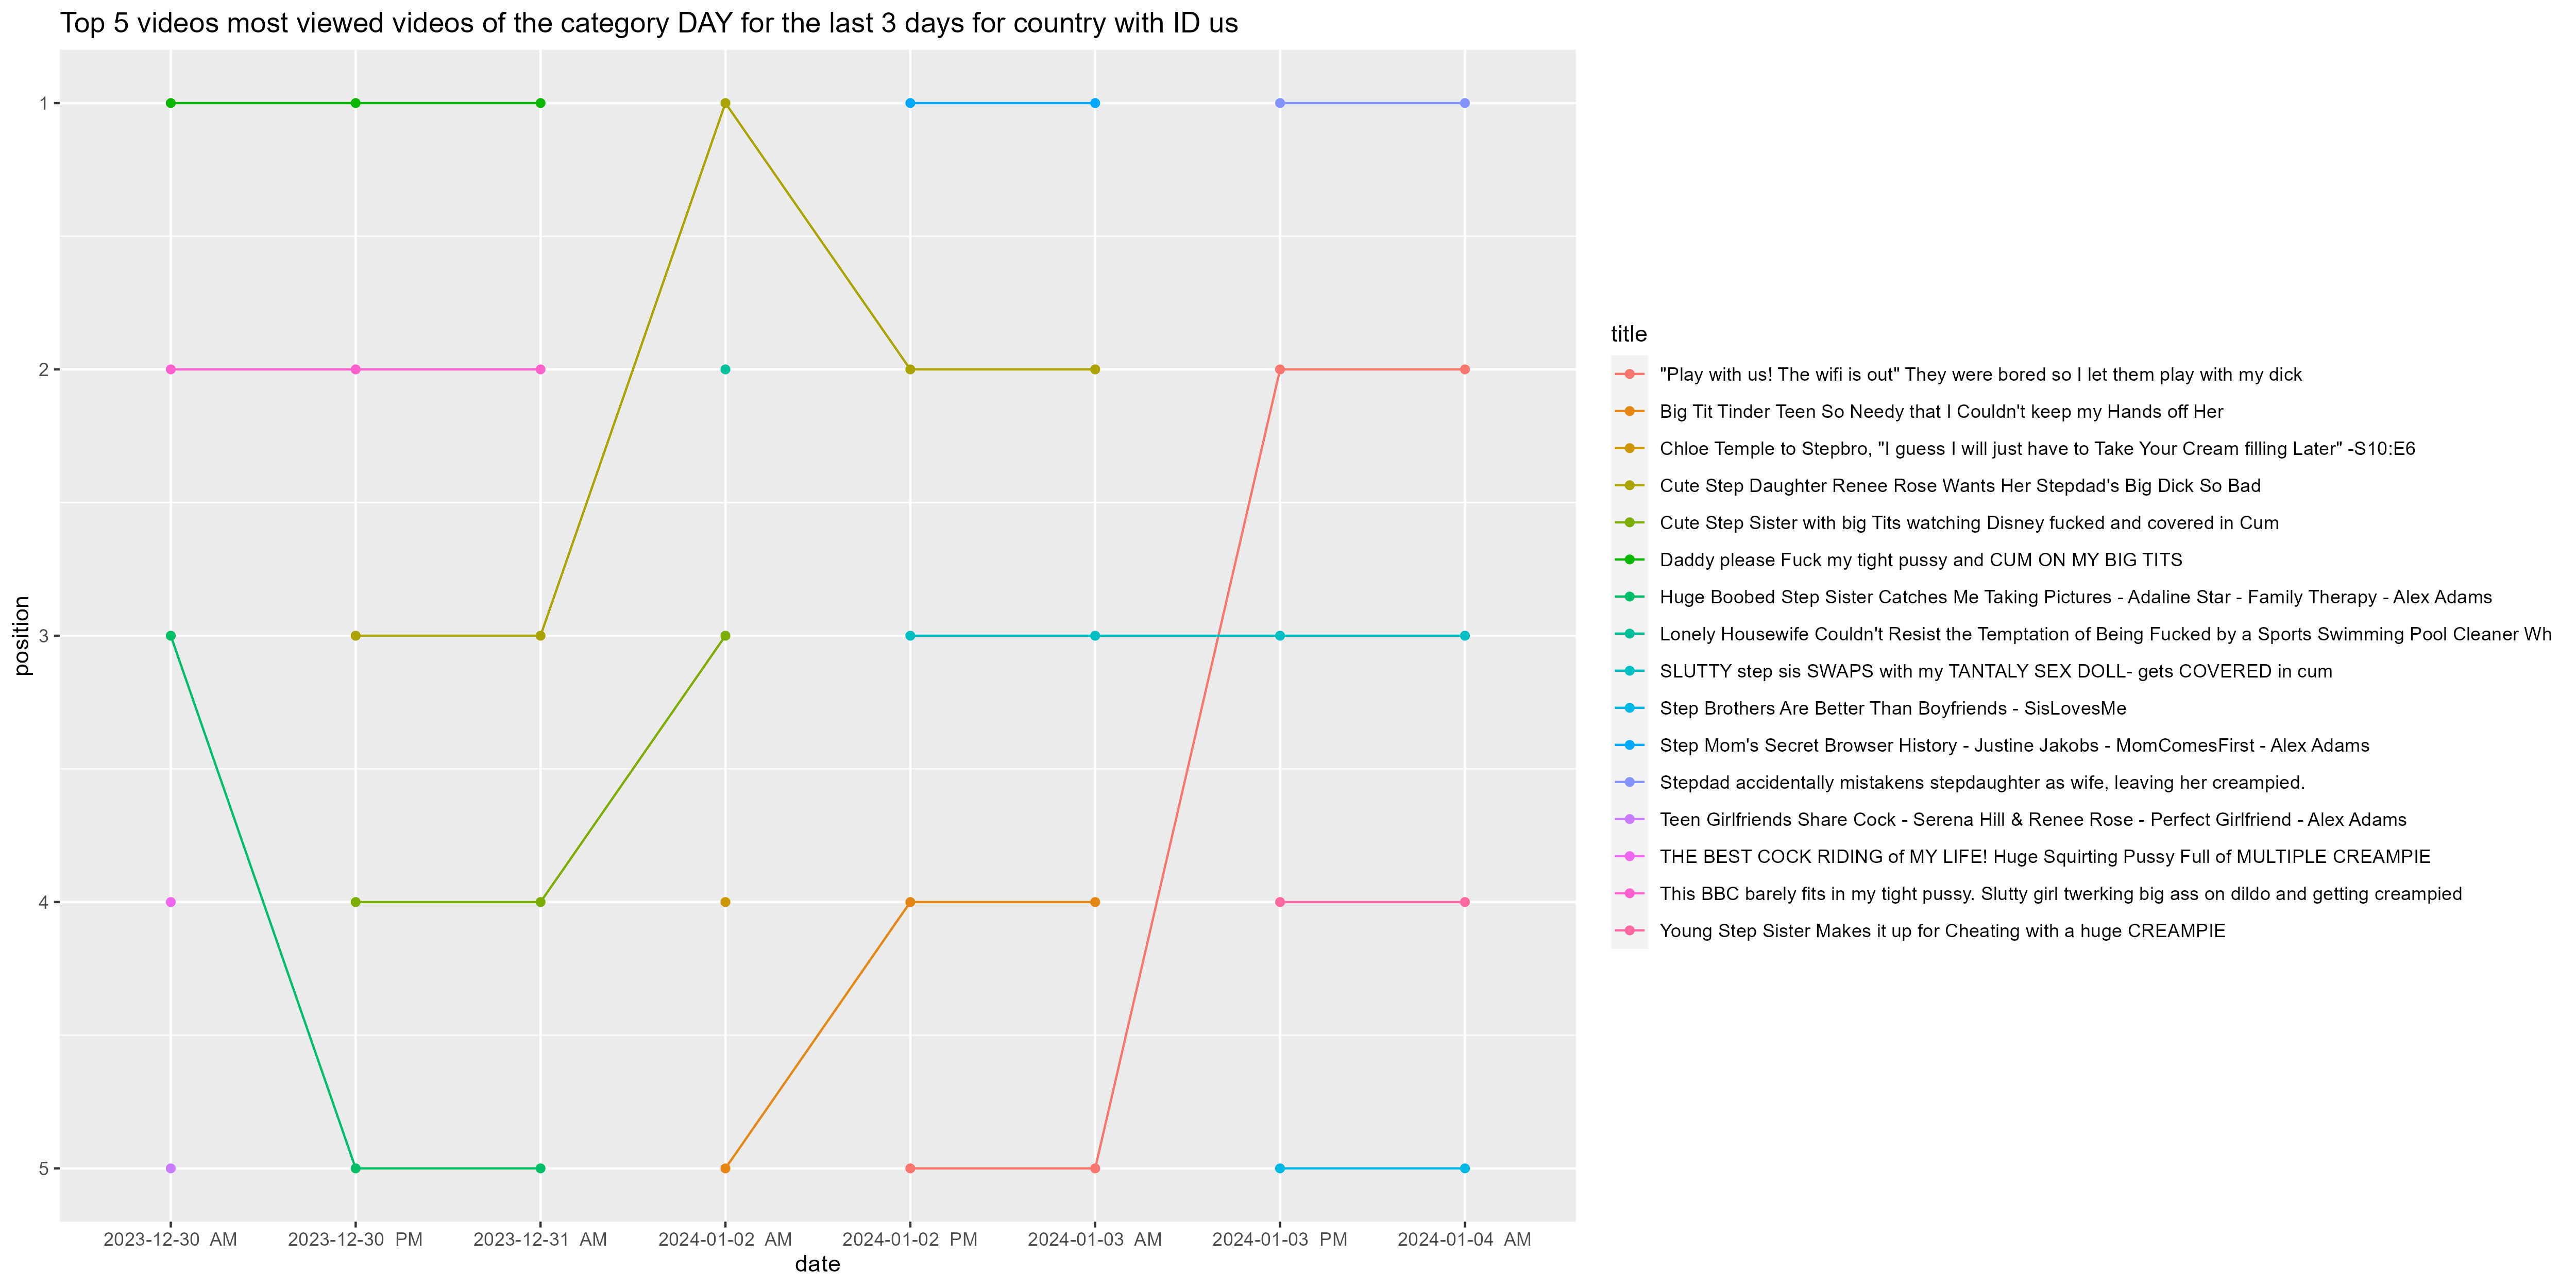 Top 5 videos most viewed videos of the category DAY for the last 3 days for country with ID us
position
1
2
3
4
5
2023-12-30 AM
2023-12-30 PM
2023-12-31 AM
2024-01-02 AM
2024-01-02 PM
2024-01-03 AM
2024-01-03 PM
2024-01-04 AM
date
title
"Play with us! The wifi is out" They were bored so I let them play with my dick
Big Tit Tinder Teen So Needy that I Couldn't keep my Hands off Her
Chloe Temple to Stepbro, "I guess I will just have to Take Your Cream filling Later" -S10:E6
Cute Step Daughter Renee Rose Wants Her Stepdad's Big Dick So Bad
Cute Step Sister with big Tits watching Disney fucked and covered in Cum
Daddy please Fuck my tight pussy and CUM ON MY BIG TITS
Huge Boobed Step Sister Catches Me Taking Pictures - Adaline Star - Family Therapy - Alex Adams
Lonely Housewife Couldn't Resist the Temptation of Being Fucked by a Sports Swimming Pool Cleaner Wh
SLUTTY step sis SWAPS with my TANTALY SEX DOLL- gets COVERED in cum
Step Brothers Are Better Than Boyfriends - SisLovesMe
Step Mom's Secret Browser History - Justine Jakobs - MomComesFirst - Alex Adams
Stepdad accidentally mistakens stepdaughter as wife, leaving her creampied.
Teen Girlfriends Share Cock - Serena Hill & Renee Rose - Perfect Girlfriend - Alex Adams
THE BEST COCK RIDING of MY LIFE! Huge Squirting Pussy Full of MULTIPLE CREAMPIE
This BBC barely fits in my tight pussy. Slutty girl twerking big ass on dildo and getting creampied
Young Step Sister Makes it up for Cheating with a huge CREAMPIE